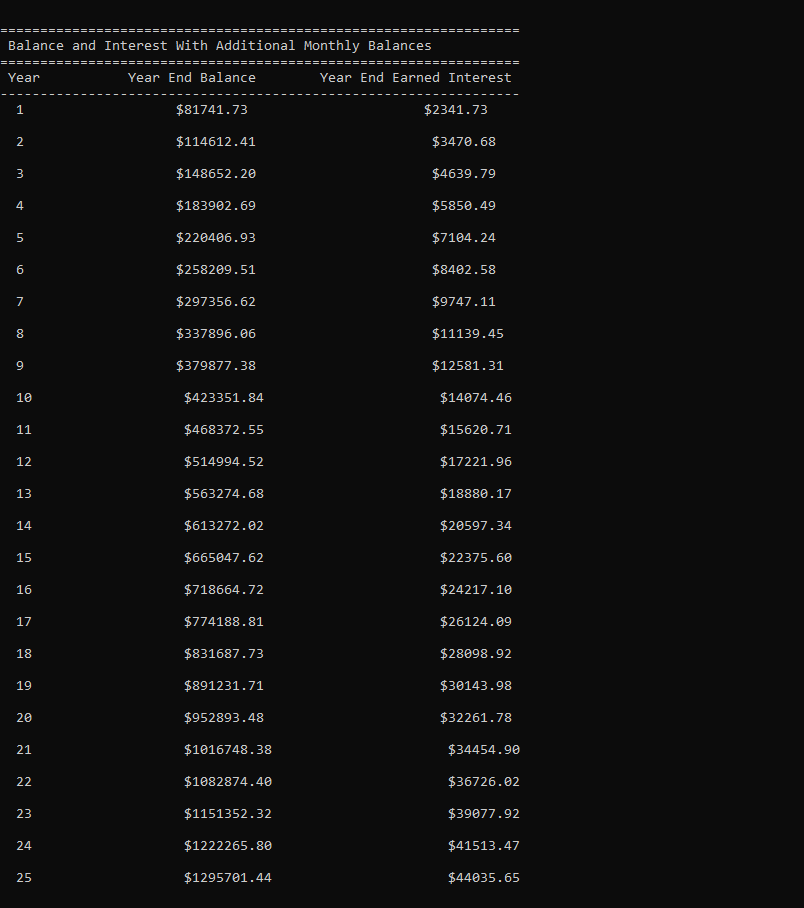 =================================================================
 Balance and Interest With Additional Monthly Balances
=================================================================
 Year           Year End Balance        Year End Earned Interest
-----------------------------------------------------------------
  1                   $81741.73                      $2341.73
  2                   $114612.41                      $3470.68
  3                   $148652.20                      $4639.79
  4                   $183902.69                      $5850.49
  5                   $220406.93                      $7104.24
  6                   $258209.51                      $8402.58
  7                   $297356.62                      $9747.11
  8                   $337896.06                      $11139.45
  9                   $379877.38                      $12581.31
  10                   $423351.84                      $14074.46
  11                   $468372.55                      $15620.71
  12                   $514994.52                      $17221.96
  13                   $563274.68                      $18880.17
  14                   $613272.02                      $20597.34
  15                   $665047.62                      $22375.60
  16                   $718664.72                      $24217.10
  17                   $774188.81                      $26124.09
  18                   $831687.73                      $28098.92
  19                   $891231.71                      $30143.98
  20                   $952893.48                      $32261.78
  21                   $1016748.38                      $34454.90
  22                   $1082874.40                      $36726.02
  23                   $1151352.32                      $39077.92
  24                   $1222265.80                      $41513.47
  25                   $1295701.44                      $44035.65